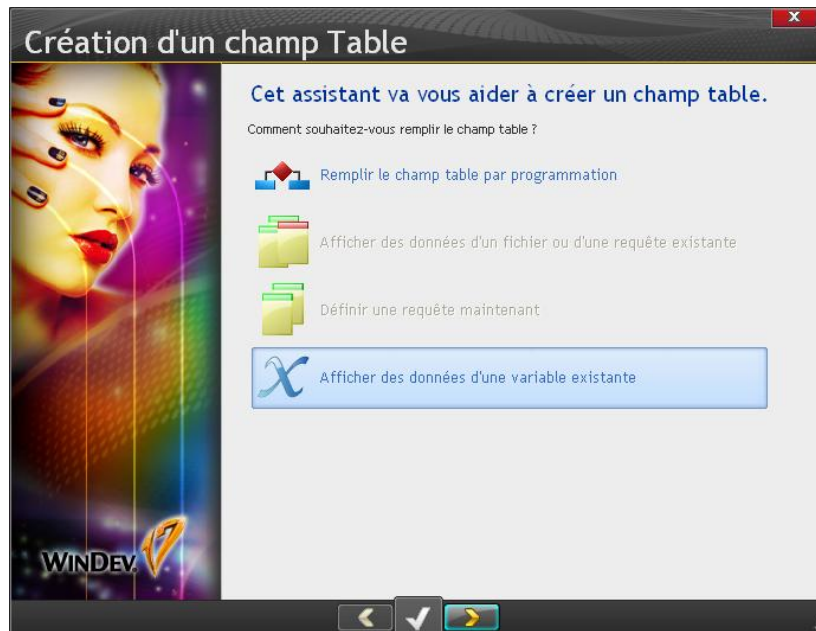 Création d'un champ Table
Cet assistant va vous aider à créer un champ table.
Comment souhaitez-vous remplir le champ table ?
Remplir le champ table par programmation
Afficher des données d'un fichier ou d'une requête existante
Définir une requête maintenant
Afficher des données d'une variable existante
WINDEV. 17